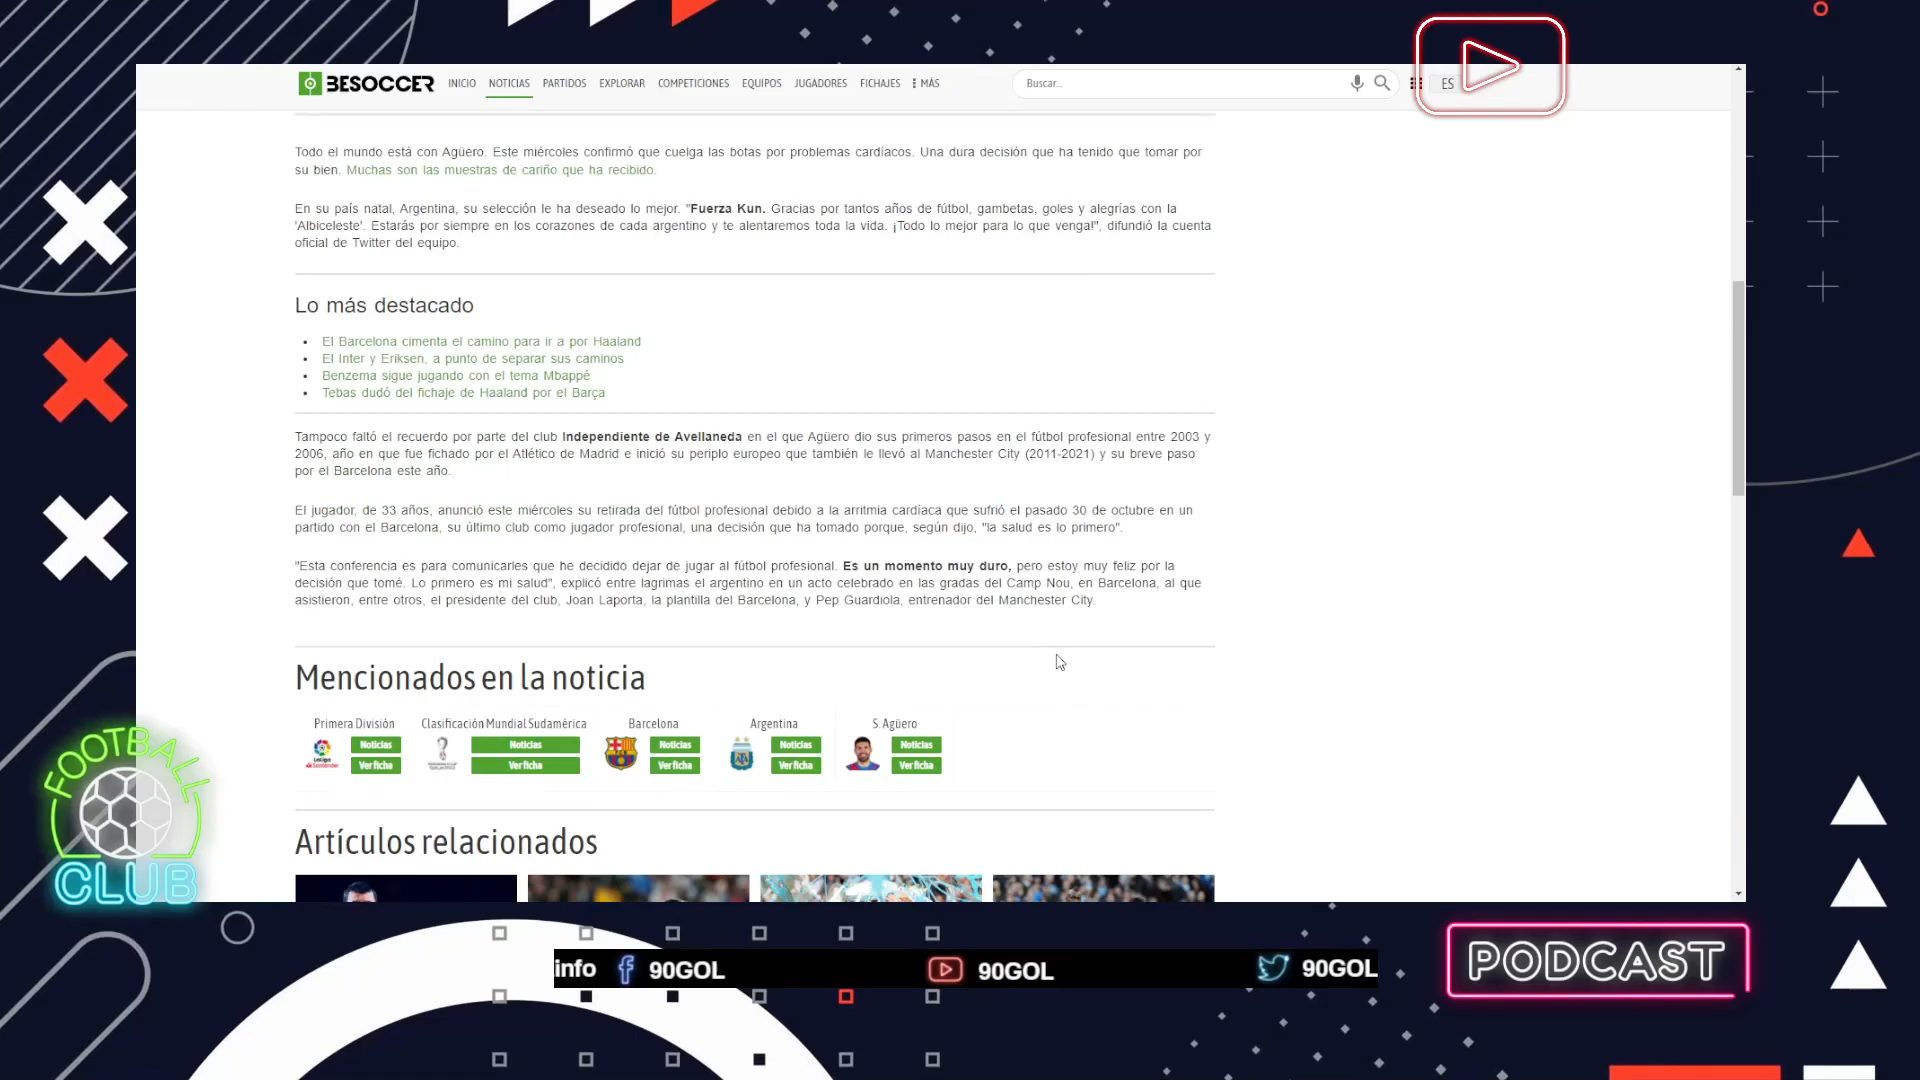 BESOCCER INICIO NOTICIAS PARTIDOS EXPLORAR COMPETICIONES EQUIPOS JUGADORES FICHAJES MÁS Buscar... ES
Todo el mundo está con Agüero. Este miércoles confirmó que cuelga las botas por problemas cardíacos. Una dura decisión que ha tenido que tomar por
su bien. Muchas son las muestras de cariño que ha recibido.
En su país natal, Argentina, su selección le ha deseado lo mejor. "Fuerza Kun. Gracias por tantos años de fútbol, gambetas, goles y alegrías con la
'Albiceleste'. Estarás por siempre en los corazones de cada argentino y te alentaremos toda la vida. ¡Todo lo mejor para lo que venga!", difundió la cuenta
oficial de Twitter del equipo.
Lo más destacado
El Barcelona cimenta el camino para ir a por Haaland
El Inter y Eriksen, a punto de separar sus caminos
Benzema sigue jugando con el tema Mbappé
Tebas dudó del fichaje de Haaland por el Barça
Tampoco faltó el recuerdo por parte del club Independiente de Avellaneda en el que Agüero dio sus primeros pasos en el fútbol profesional entre 2003 y
2006, año en que fue fichado por el Atlético de Madrid e inició su periplo europeo que también le llevó al Manchester City (2011-2021) y su breve paso
por el Barcelona este año.
El jugador, de 33 años, anunció este miércoles su retirada del fútbol profesional debido a la arritmia cardíaca que sufrió el pasado 30 de octubre en un
partido con el Barcelona, su último club como jugador profesional, una decisión que ha tomado porque, según dijo, "la salud es lo primero".
"Esta conferencia es para comunicarles que he decidido dejar de jugar al fútbol profesional. Es un momento muy duro, pero estoy muy feliz por la
decisión que tomé. Lo primero es mi salud", explicó entre lagrimas el argentino en un acto celebrado en las gradas del Camp Nou, en Barcelona, al que
asistieron, entre otros, el presidente del club, Joan Laporta, la plantilla del Barcelona, y Pep Guardiola, entrenador del Manchester City.
Mencionados en la noticia
Primera División Clasificación Mundial Sudamérica Barcelona Argentina S. Agüero
Noticias Noticias Noticias Noticias Noticias
Ver ficha Ver ficha Ver ficha Ver ficha Ver ficha
Artículos relacionados
FOOTBALL
CLUB
info 90GOL 90GOL 90GOL
PODCAST